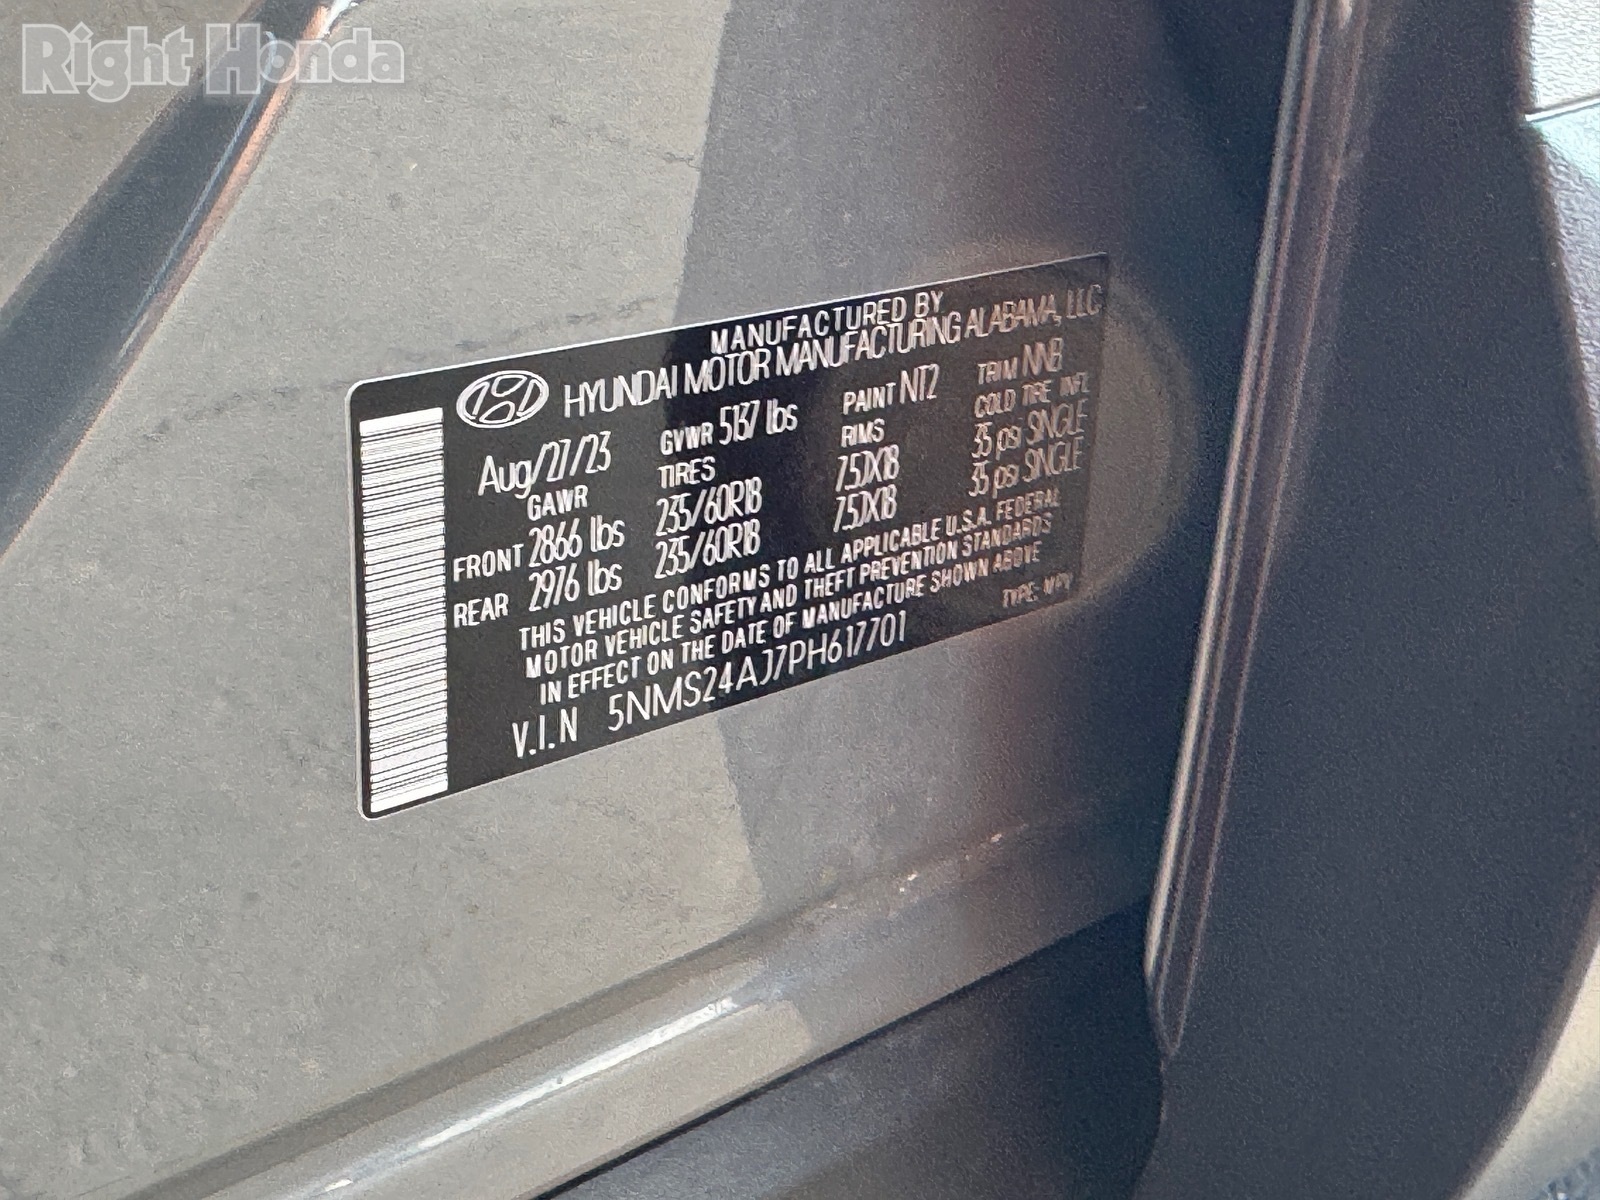 Right Honda
MANUFACTURED BY
HYUNDAI MOTOR MANUFACTURING ALABAMA, LLC
Aug/27/23 GVWR 5137 lbs PAINT NT2 TRIM NNB
GAWR TIRES RIMS COLD TIRE INFL
FRONT 2866 lbs 235/60R18 7.5JX18 35 psi SINGLE
REAR 2976 lbs 235/60R18 7.5JX18 35 psi SINGLE
THIS VEHICLE CONFORMS TO ALL APPLICABLE U.S.A. FEDERAL
MOTOR VEHICLE SAFETY AND THEFT PREVENTION STANDARDS
IN EFFECT ON THE DATE OF MANUFACTURE SHOWN ABOVE
V.I.N 5NMS24AJ7PH617701 TYPE: MPV